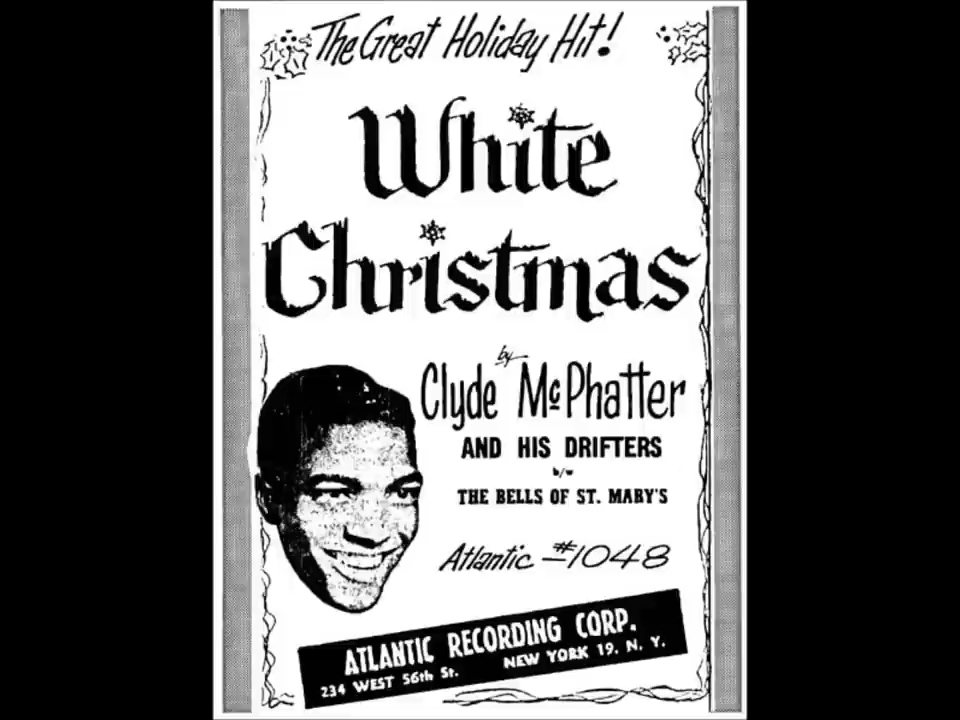 The Great Holiday Hit!
White
Christmas
by
Clyde McPhatter
AND HIS DRIFTERS
b/w
THE BELLS OF ST. MARY'S
Atlantic #1048
ATLANTIC RECORDING CORP.
234 WEST 56th St. NEW YORK 19, N. Y.